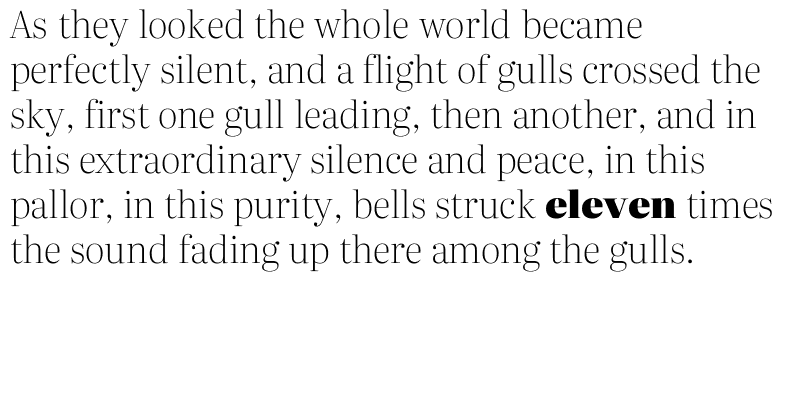 As they looked the whole world became
perfectly silent, and a flight of gulls crossed the
sky, first one gull leading, then another, and in
this extraordinary silence and peace, in this
pallor, in this purity, bells struck eleven times
the sound fading up there among the gulls.